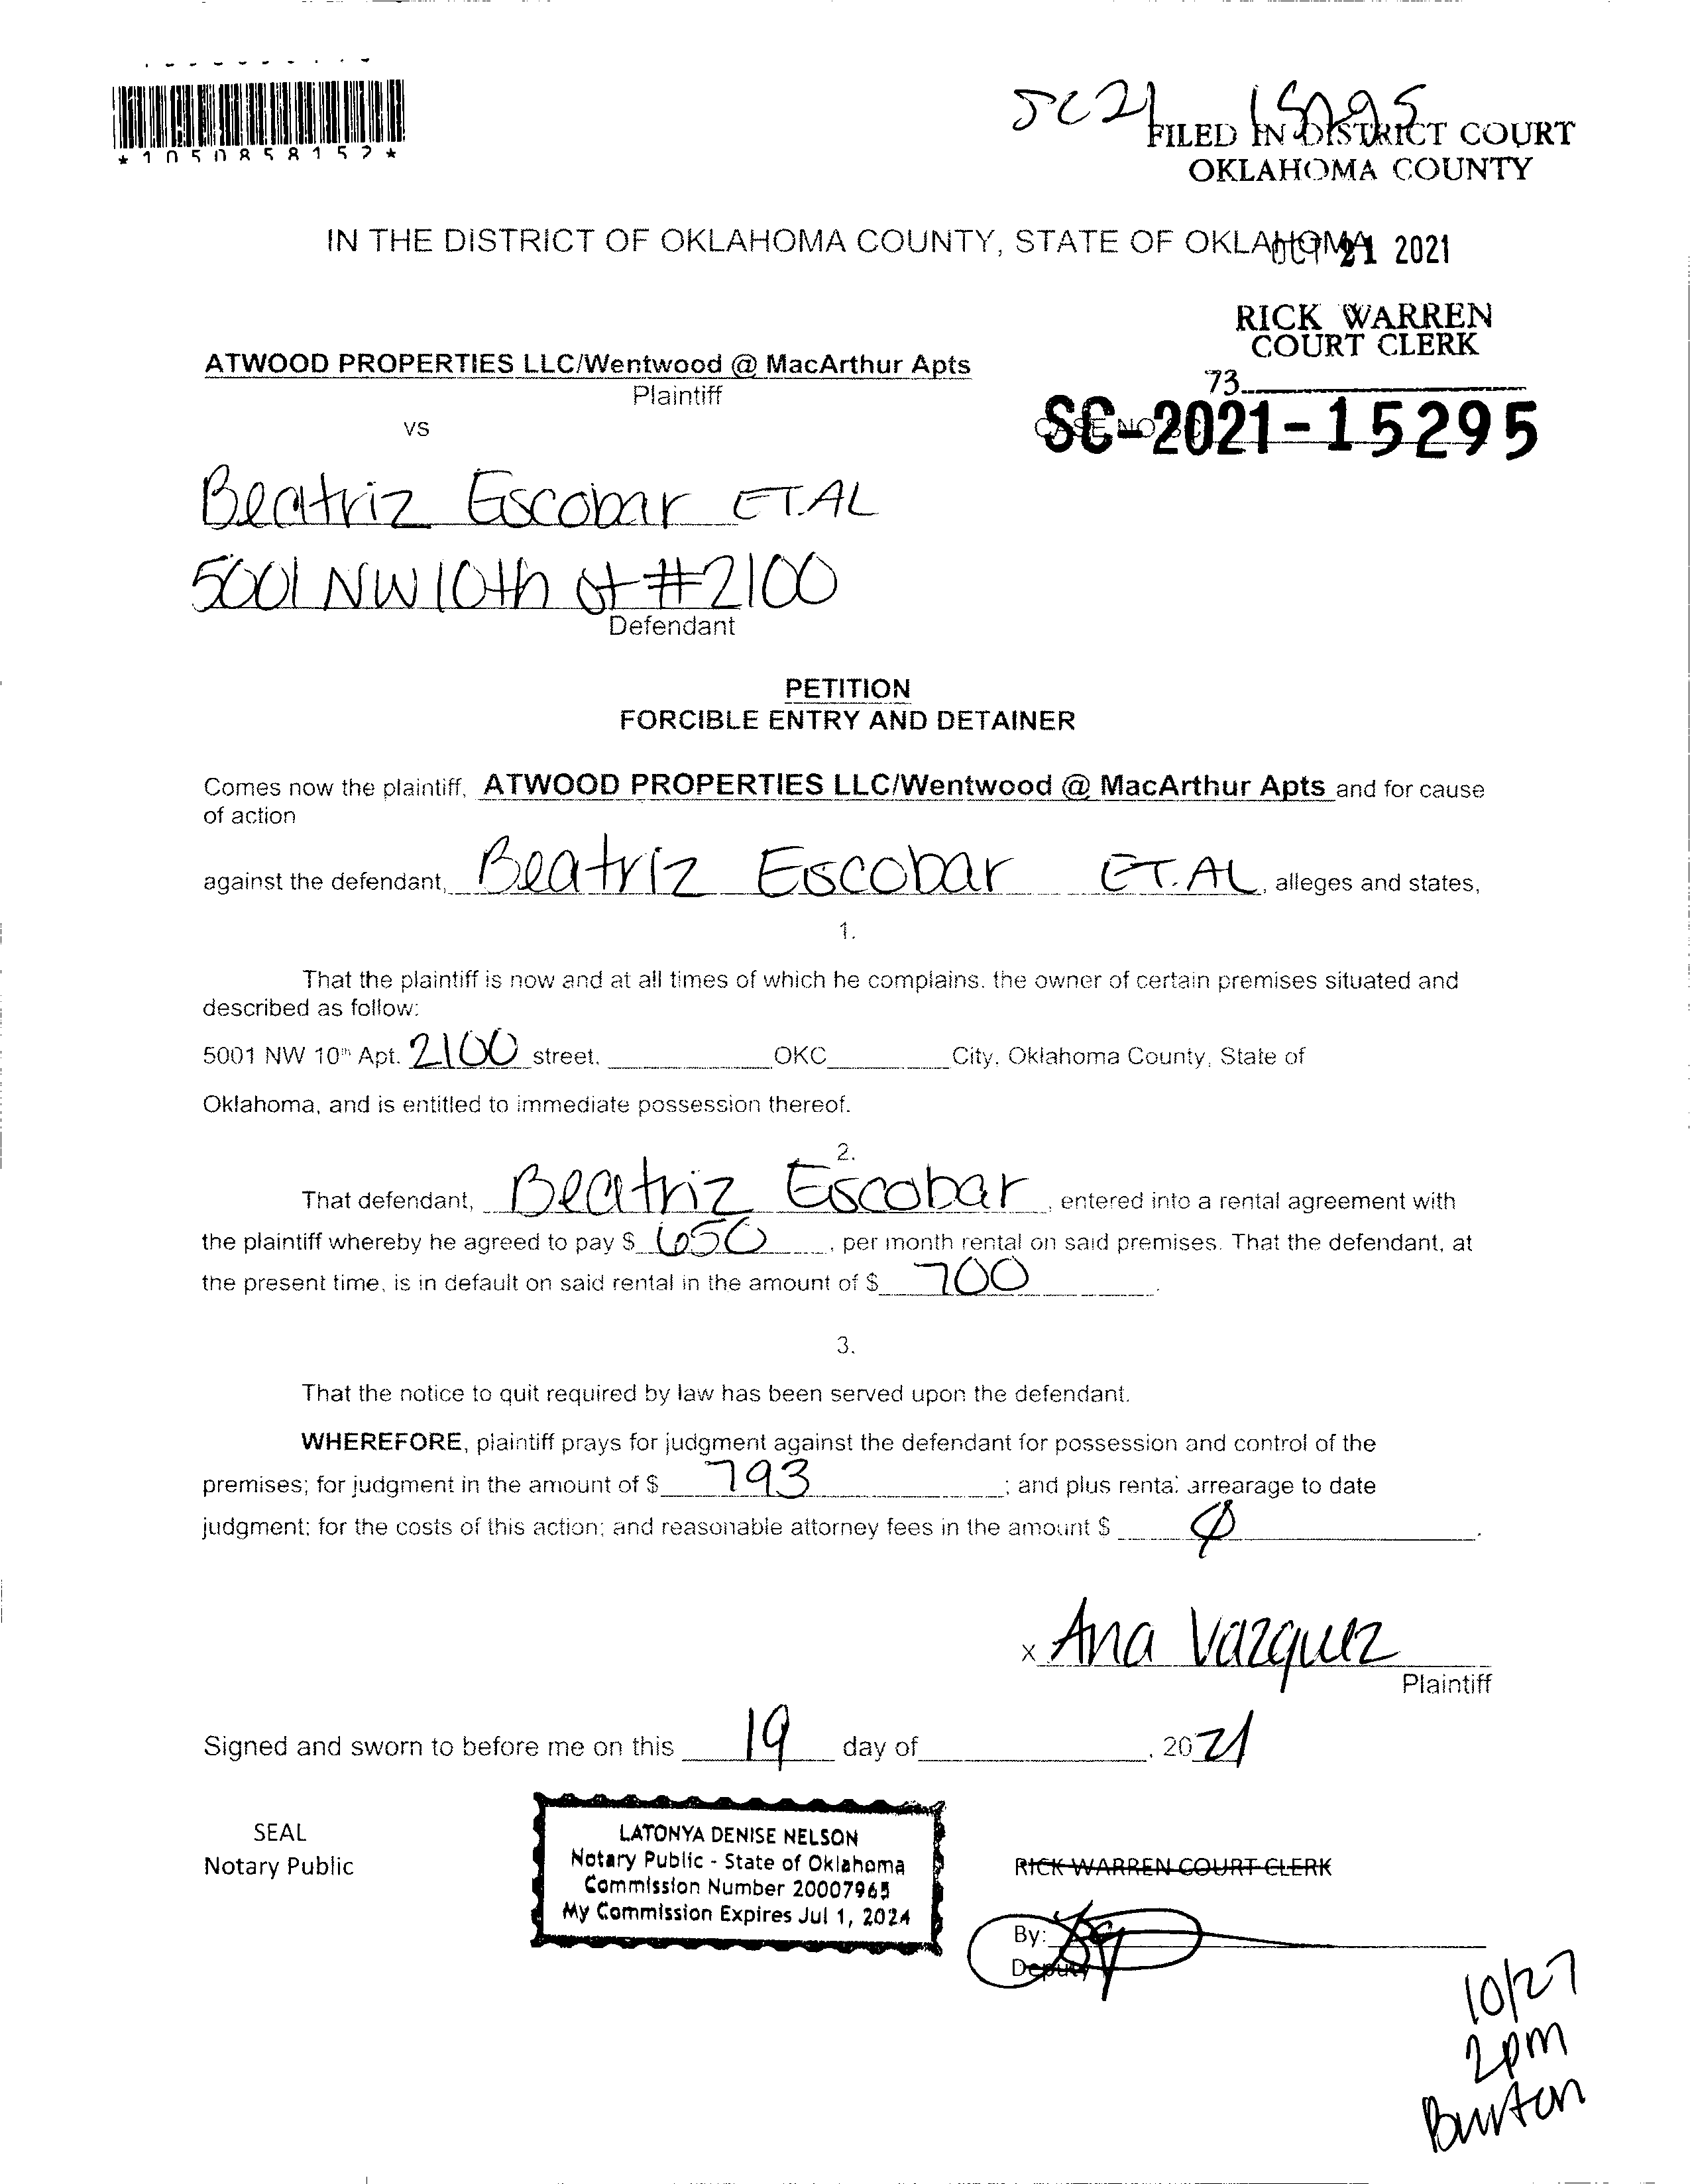 SC21 15295
FILED IN DISTRICT COURT
OKLAHOMA COUNTY
*1050858152*
IN THE DISTRICT OF OKLAHOMA COUNTY, STATE OF OKLAHOMA
OCT 21 2021
RICK WARREN
COURT CLERK
73
ATWOOD PROPERTIES LLC/Wentwood @ MacArthur Apts
Plaintiff
vs
CASE NO SC
SC-2021-15295
Beatriz Escobar ET.AL
5001 NW 10th st #2100
Defendant
PETITION
FORCIBLE ENTRY AND DETAINER
Comes now the plaintiff, ATWOOD PROPERTIES LLC/Wentwood @ MacArthur Apts and for cause
of action
against the defendant, Beatriz Escobar ET.AL, alleges and states,
1.
That the plaintiff is now and at all times of which he complains. the owner of certain premises situated and
described as follow:
5001 NW 10th Apt. 2100 street. OKC City. Oklahoma County, State of
Oklahoma, and is entitled to immediate possession thereof.
2.
That defendant, Beatriz Escobar, entered into a rental agreement with
the plaintiff whereby he agreed to pay $ 650, per month rental on said premises. That the defendant, at
the present time, is in default on said rental in the amount of $ 700.
3.
That the notice to quit required by law has been served upon the defendant.
WHEREFORE, plaintiff prays for judgment against the defendant for possession and control of the
premises; for judgment in the amount of $ 793; and plus rental arrearage to date
judgment; for the costs of this action; and reasonable attorney fees in the amount $ Ø.
x Ana Vazquez
Plaintiff
Signed and sworn to before me on this 19 day of , 2021
SEAL
Notary Public
LATONYA DENISE NELSON
Notary Public - State of Oklahoma
Commission Number 20007965
My Commission Expires Jul 1, 2024
RICK WARREN COURT CLERK
By:
Deputy
10/27
2pm
Burton